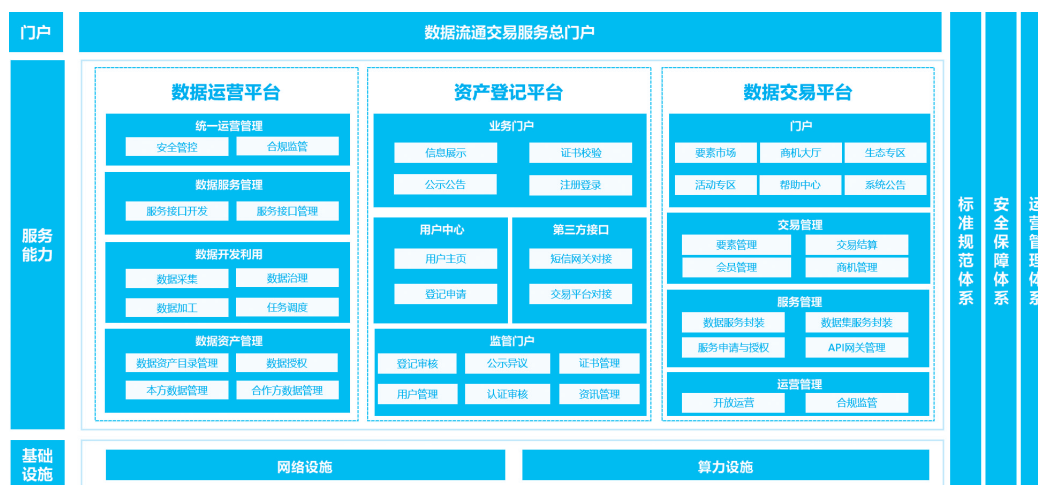 门户
数据流通交易服务总门户
服务
能力
数据运营平台
统一运营管理
安全管控
合规监管
数据服务管理
服务接口开发
服务接口管理
数据开发利用
数据采集
数据治理
数据加工
任务调度
数据资产管理
数据资产目录管理
数据授权
本方数据管理
合作方数据管理
资产登记平台
业务门户
信息展示
证书校验
公示公告
注册登录
用户中心
用户主页
登记申请
第三方接口
短信网关对接
交易平台对接
监管门户
登记审核
公示异议
证书管理
用户管理
认证审核
资讯管理
数据交易平台
门户
要素市场
商机大厅
生态专区
活动专区
帮助中心
系统公告
交易管理
要素管理
交易结算
会员管理
商机管理
服务管理
数据服务封装
数据集服务封装
服务申请与授权
API网关管理
运营管理
开放运营
合规监管
基础
设施
网络设施
算力设施
标准规范体系
安全保障体系
运营管理体系